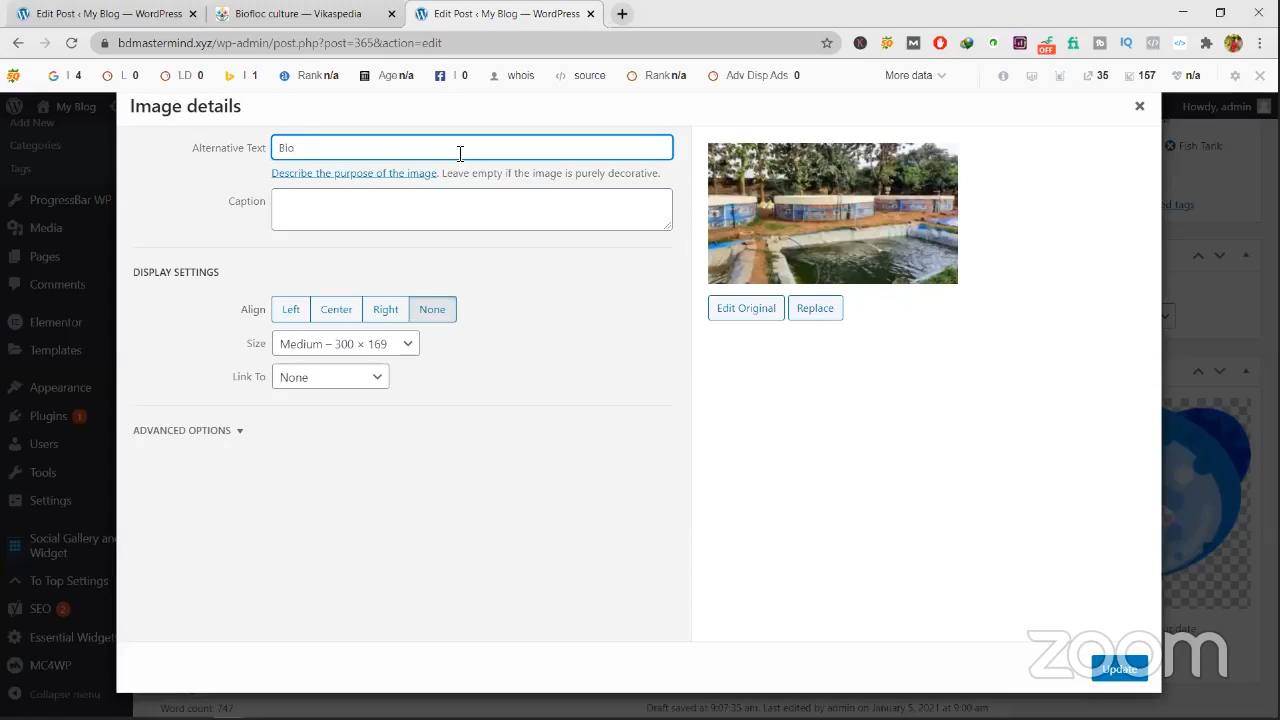 Edit Post ‹ My Blog — WordPress
Biofloc culture — Vikaspedia
Edit Post ‹ My Blog — WordPress
bdmastermind.xyz/wp-admin/post.php?post=365&action=edit
OFF
I 4
L 0
LD 0
I 1
Rank n/a
Age n/a
I 0
whois
source
Rank n/a
Adv Disp Ads 0
More data
35
157
n/a
My Blog
Howdy, admin
Add New
Categories
Tags
ProgressBar WP
Media
Pages
Comments
Elementor
Templates
Appearance
Plugins 1
Users
Tools
Settings
Social Gallery and
Widget
To Top Settings
SEO 2
Essential Widgets
MC4WP
Collapse menu
Image details
Alternative Text
Bio
Describe the purpose of the image. Leave empty if the image is purely decorative.
Caption
DISPLAY SETTINGS
Align
Left
Center
Right
None
Size
Medium – 300 × 169
Link To
None
ADVANCED OPTIONS
Edit Original
Replace
Fish Tank
ed tags
update
zoom
Update
Word count: 747
Draft saved at 9:07:35 am. Last edited by admin on January 5, 2021 at 9:00 am